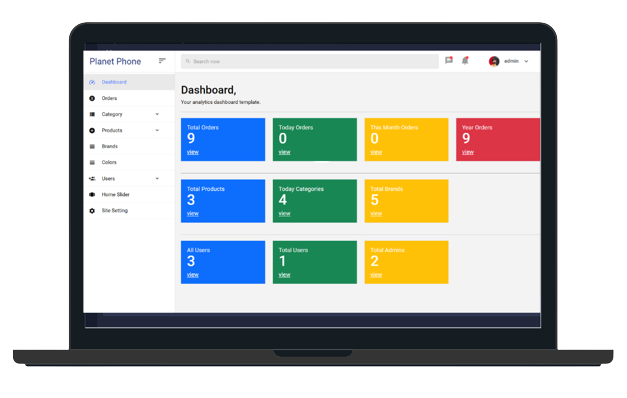 Planet Phone
Search now
admin
Dashboard
Orders
Category
Products
Brands
Colors
Users
Home Slider
Site Setting
Dashboard,
Your analytics dashboard template.
Total Orders
9
view
Today Orders
0
view
This Month Orders
0
view
Year Orders
9
view
Total Products
3
view
Today Categories
4
view
Total Brands
5
view
All Users
3
view
Total Users
1
view
Total Admins
2
view